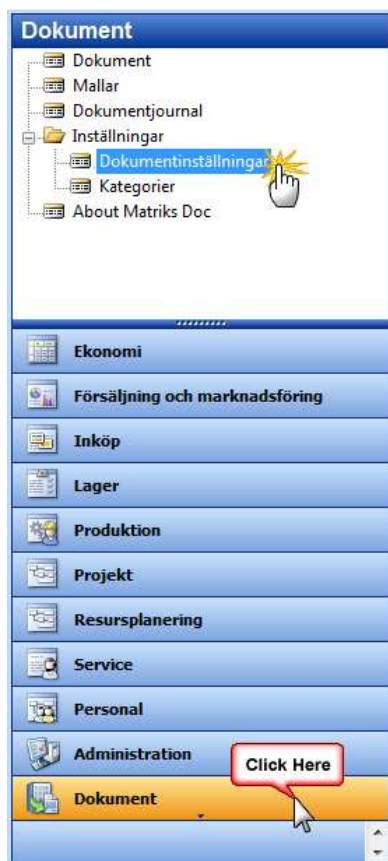 Dokument
Dokument
Mallar
Dokumentjournal
Inställningar
Dokumentinställningar
Kategorier
About Matriks Doc
Ekonomi
Försäljning och marknadsföring
Inköp
Lager
Produktion
Projekt
Resursplanering
Service
Personal
Administration
Click Here
Dokument